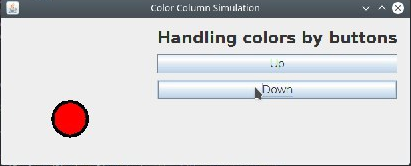 Color Column Simulation
Handling colors by buttons
Up
Down